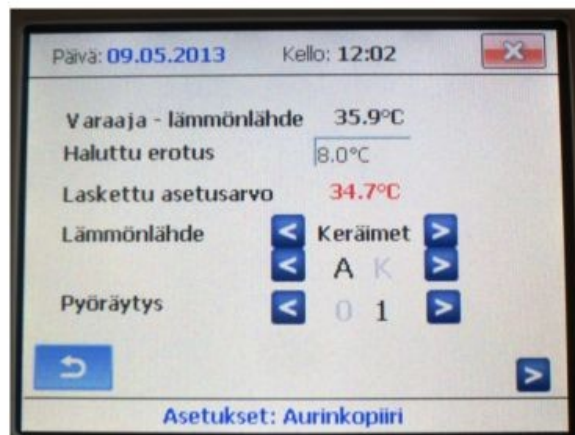 Päivä: 09.05.2013 Kello: 12:02
Varaaja - lämmönlähde 35.9°C
Haluttu erotus 8.0°C
Laskettu asetusarvo 34.7°C
Lämmönlähde < Keräimet >
< A K >
Pyöräytys < 0 1 >
>
Asetukset: Aurinkopiiri